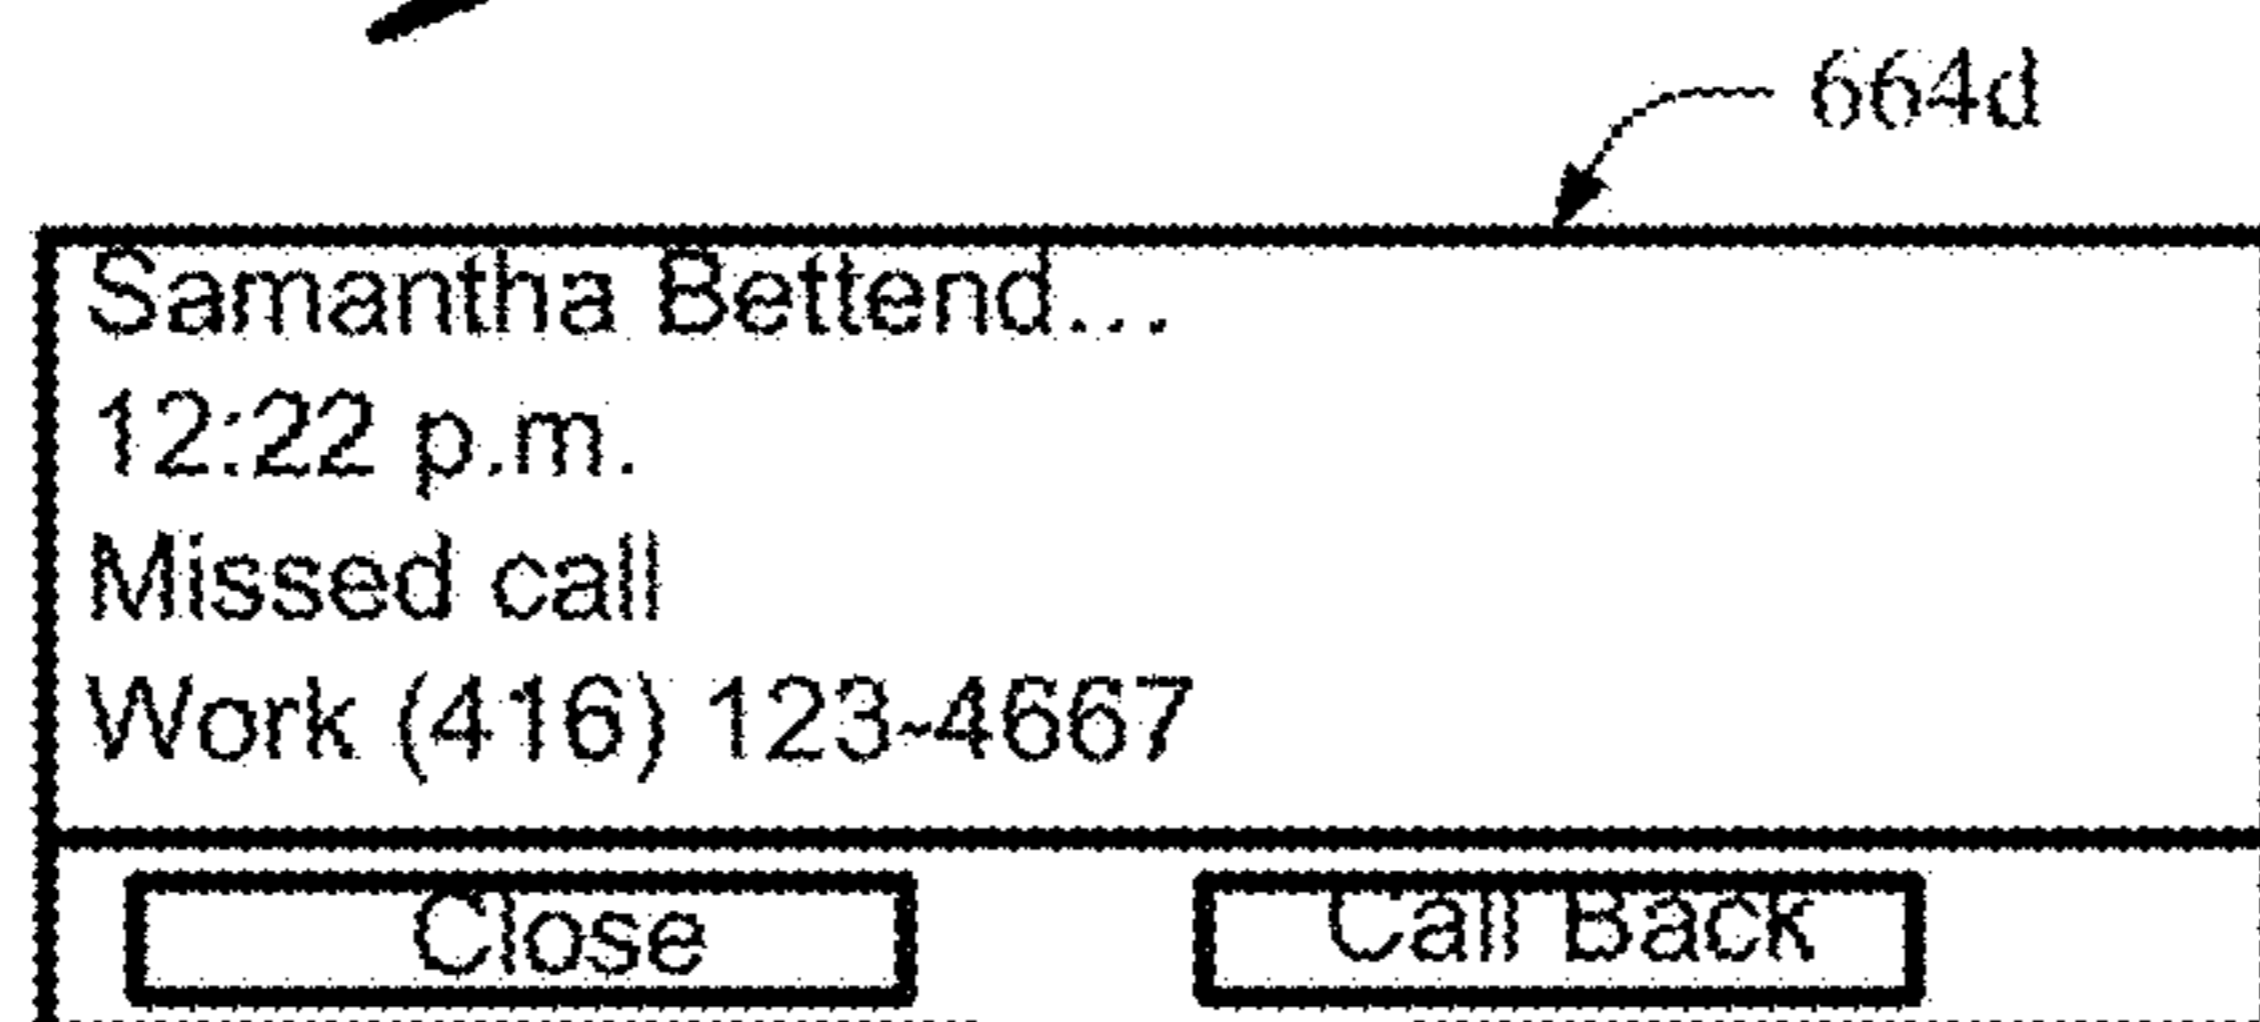 664d
Samantha Bettend...
12:22 p.m.
Missed call
Work (416) 123-4667
Close
Call Back